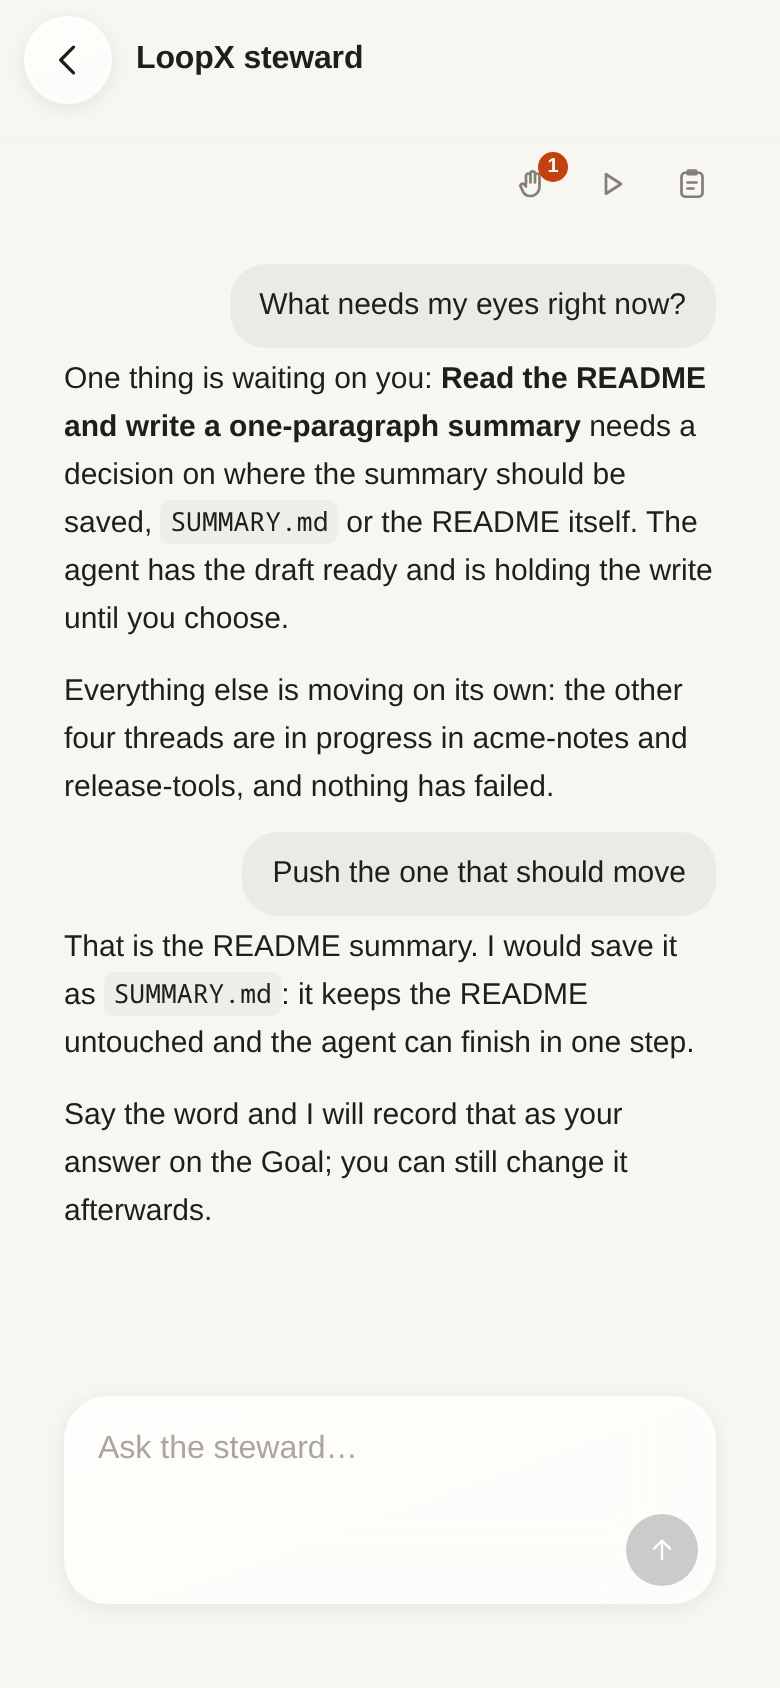 LoopX steward
1
What needs my eyes right now?
One thing is waiting on you: Read the README
and write a one-paragraph summary needs a
decision on where the summary should be
saved, SUMMARY.md or the README itself. The
agent has the draft ready and is holding the write
until you choose.
Everything else is moving on its own: the other
four threads are in progress in acme-notes and
release-tools, and nothing has failed.
Push the one that should move
That is the README summary. I would save it
as SUMMARY.md: it keeps the README
untouched and the agent can finish in one step.
Say the word and I will record that as your
answer on the Goal; you can still change it
afterwards.
Ask the steward…